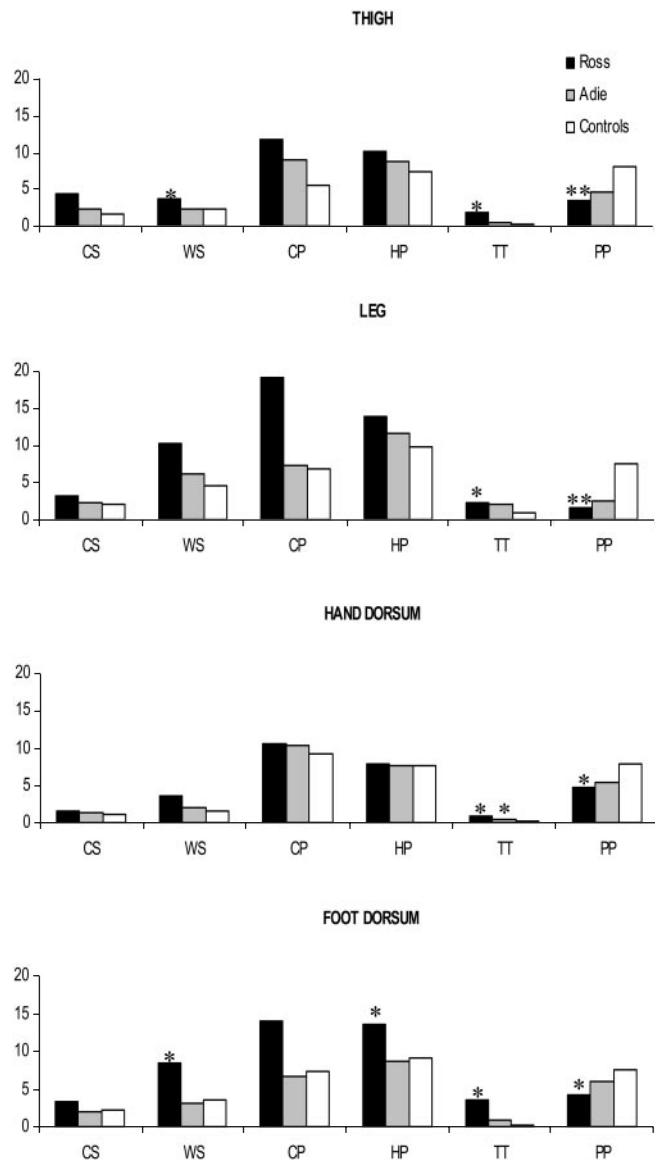 THIGH
Ross
Adie
Controls
20
15
10
5
0
* * **
CS WS CP HP TT PP
LEG
20
15
10
5
0
* **
CS WS CP HP TT PP
HAND DORSUM
20
15
10
5
0
* * *
CS WS CP HP TT PP
FOOT DORSUM
20
15
10
5
0
* * * *
CS WS CP HP TT PP